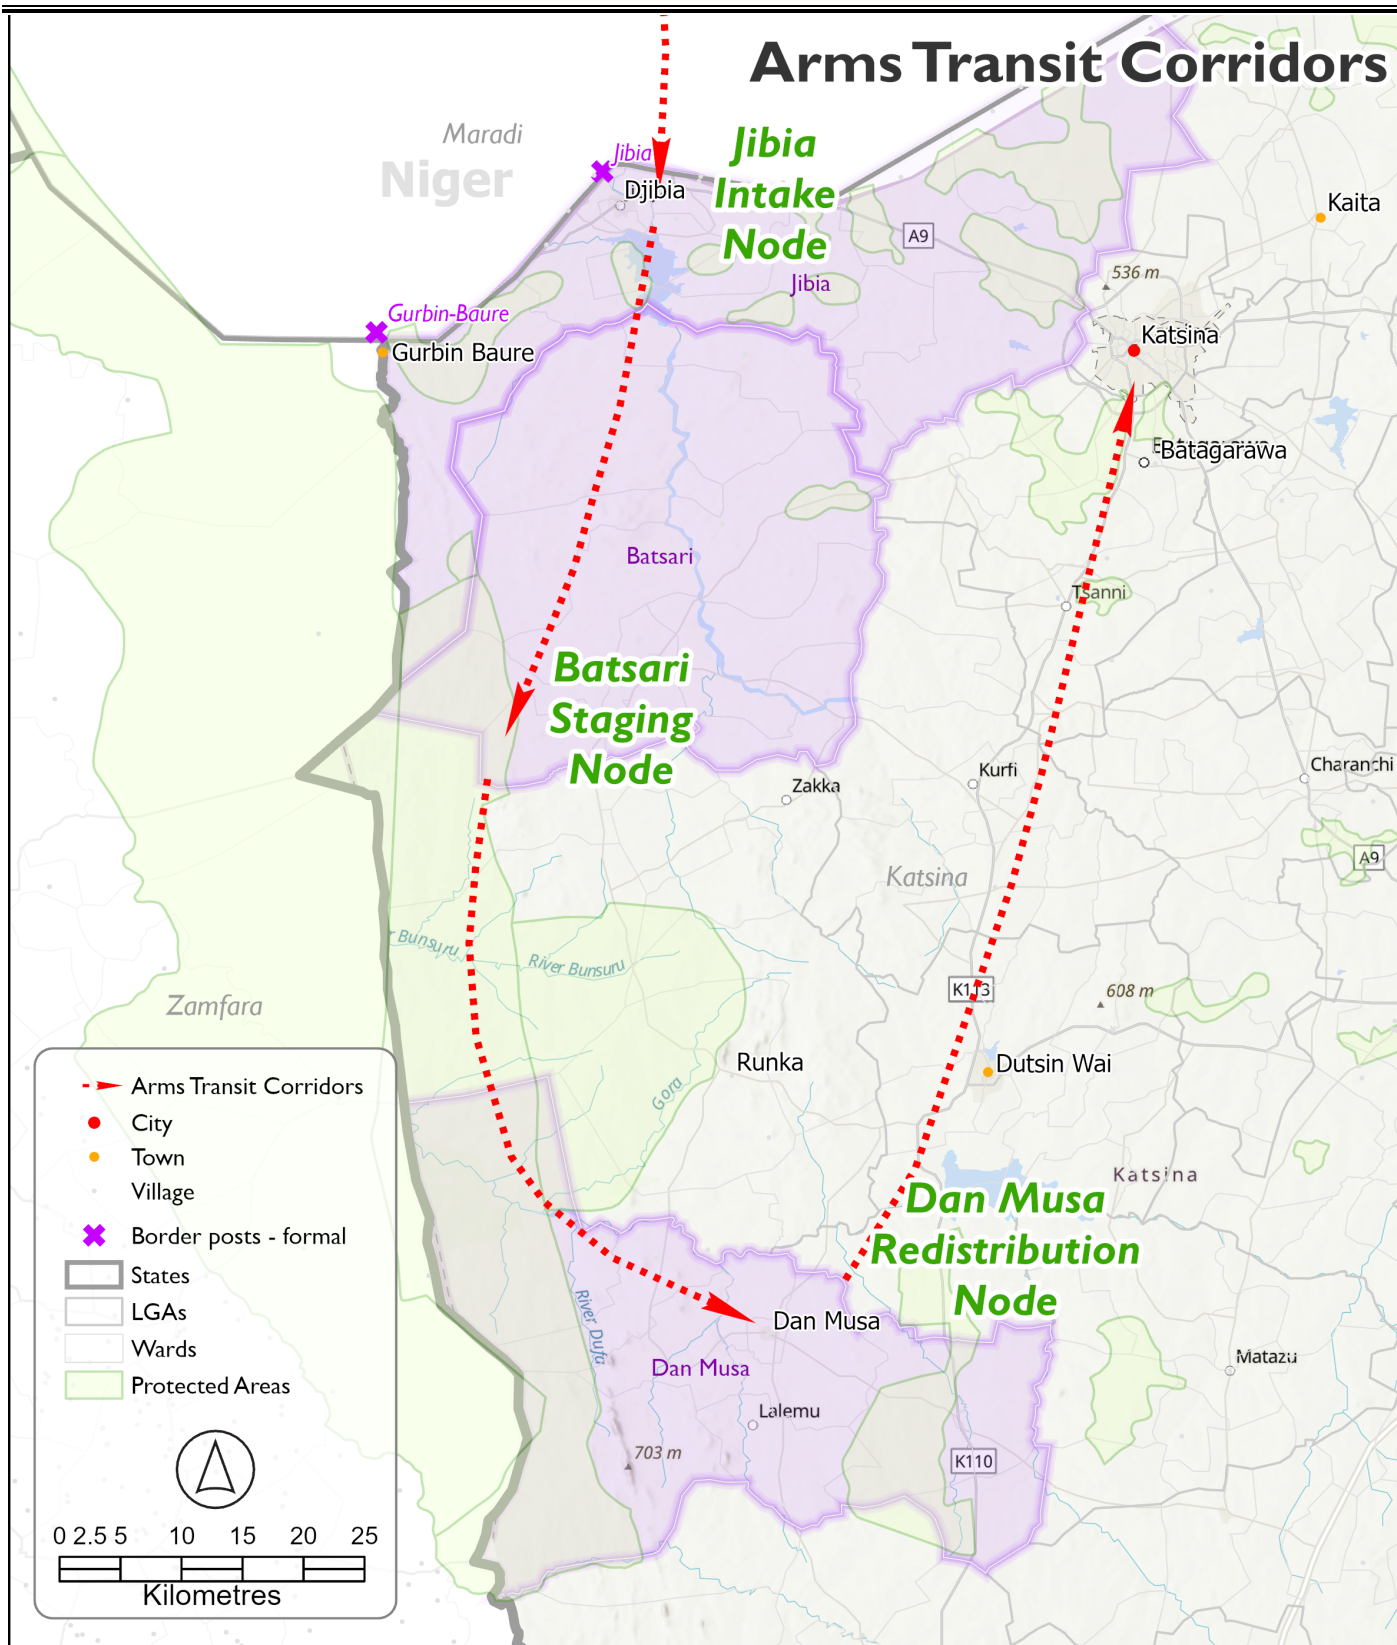 Arms Transit Corridors
Maradi
Niger
Jibia
Djibia
Jibia
Intake
Node
Jibia
A9
Kaita
536 m
Katsina
Gurbin-Baure
Gurbin Baure
Batagarawa
Batsari
Tsanni
Batsari
Staging
Node
Zakka
Kurfi
Charanchi
A9
Katsina
Bunsuru
River Bunsuru
K113
608 m
Zamfara
Runka
Dutsin Wai
Gora
Katsina
Dan Musa
Redistribution
Node
River Dufa
Dan Musa
Dan Musa
Matazu
Lalemu
703 m
K110
Arms Transit Corridors
City
Town
Village
Border posts - formal
States
LGAs
Wards
Protected Areas
0 2.5 5 10 15 20 25
Kilometres